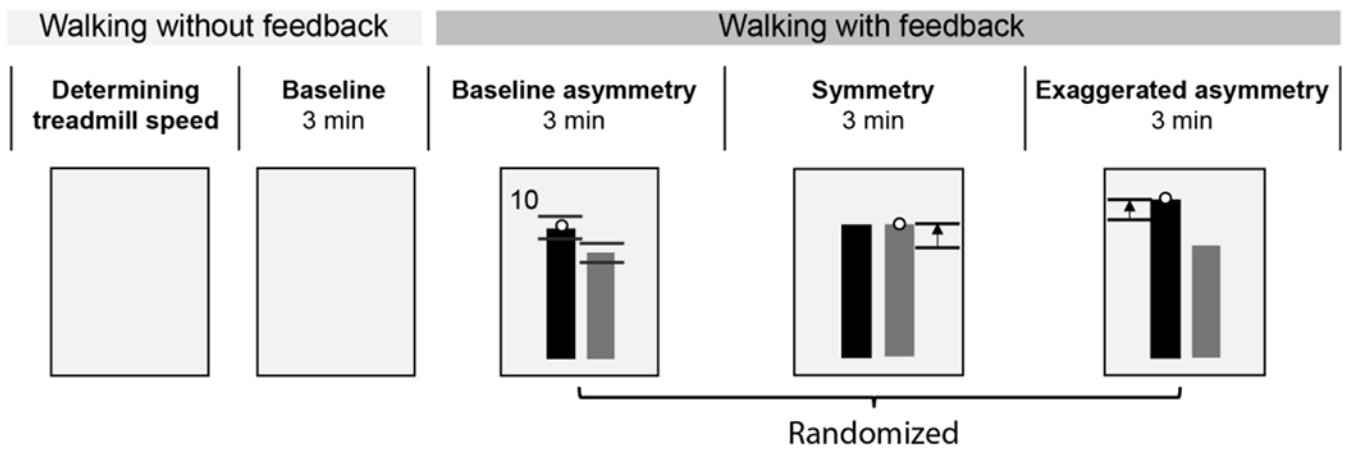 Walking without feedback
Walking with feedback
Determining
treadmill speed
Baseline
3 min
Baseline asymmetry
3 min
Symmetry
3 min
Exaggerated asymmetry
3 min
10
Randomized